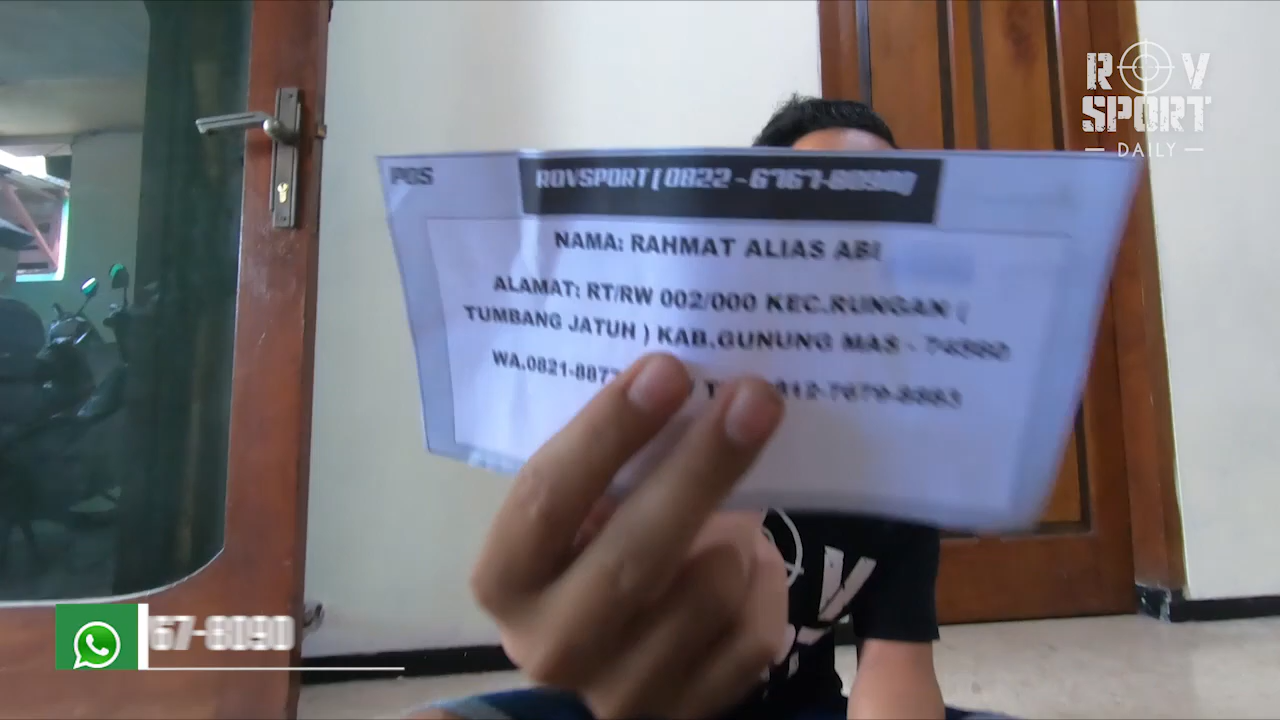 ROV
SPORT
DAILY
POS
ROVSPORT [ 0822 - 6767-8090]
NAMA: RAHMAT ALIAS ABI
ALAMAT: RT/RW 002/000 KEC.RUNGAN (
TUMBANG JATUH ) KAB.GUNUNG MAS -
WA.0821-887
67-8090